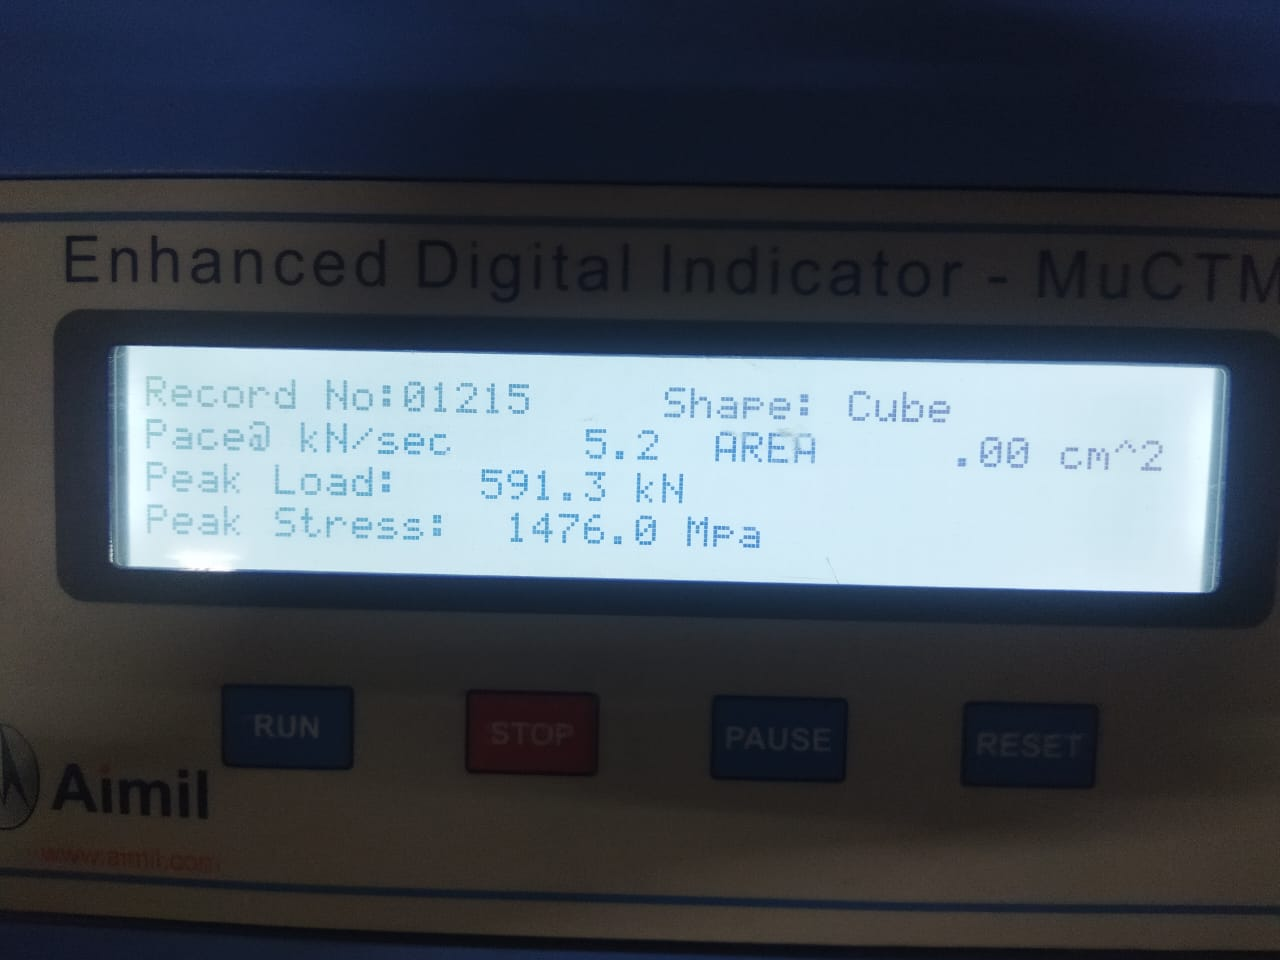 Enhanced Digital Indicator - MuCTM
Record No:01215 Shape: Cube
Pace@ kN/sec 5.2 AREA .00 cm^2
Peak Load: 591.3 kN
Peak Stress: 1476.0 Mpa
RUN STOP PAUSE RESET
Aimil
www.aimil.com